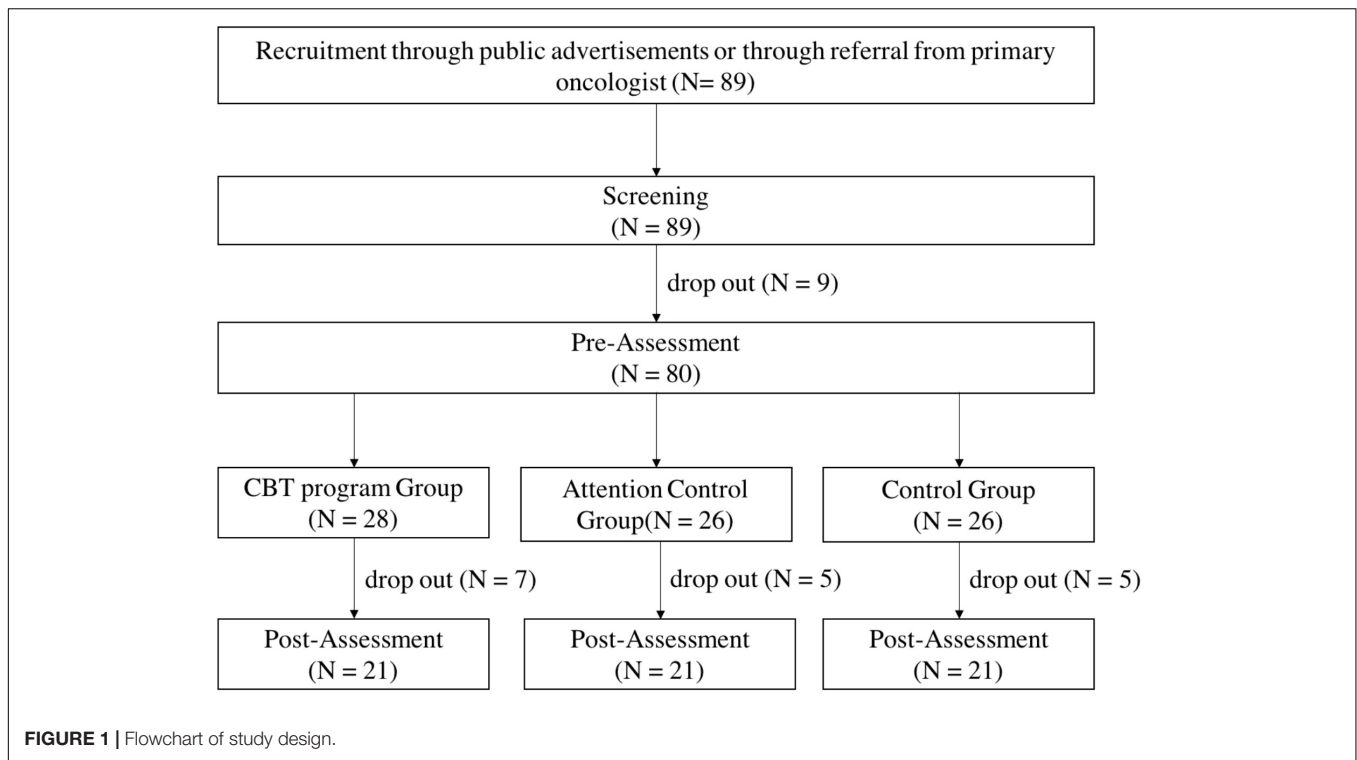 Recruitment through public advertisements or through referral from primary
oncologist (N= 89)
Screening
(N = 89)
drop out (N = 9)
Pre-Assessment
(N = 80)
CBT program Group
(N = 28)
Attention Control
Group(N = 26)
Control Group
(N = 26)
drop out (N = 7)
drop out (N = 5)
drop out (N = 5)
Post-Assessment
(N = 21)
Post-Assessment
(N = 21)
Post-Assessment
(N = 21)
FIGURE 1 | Flowchart of study design.